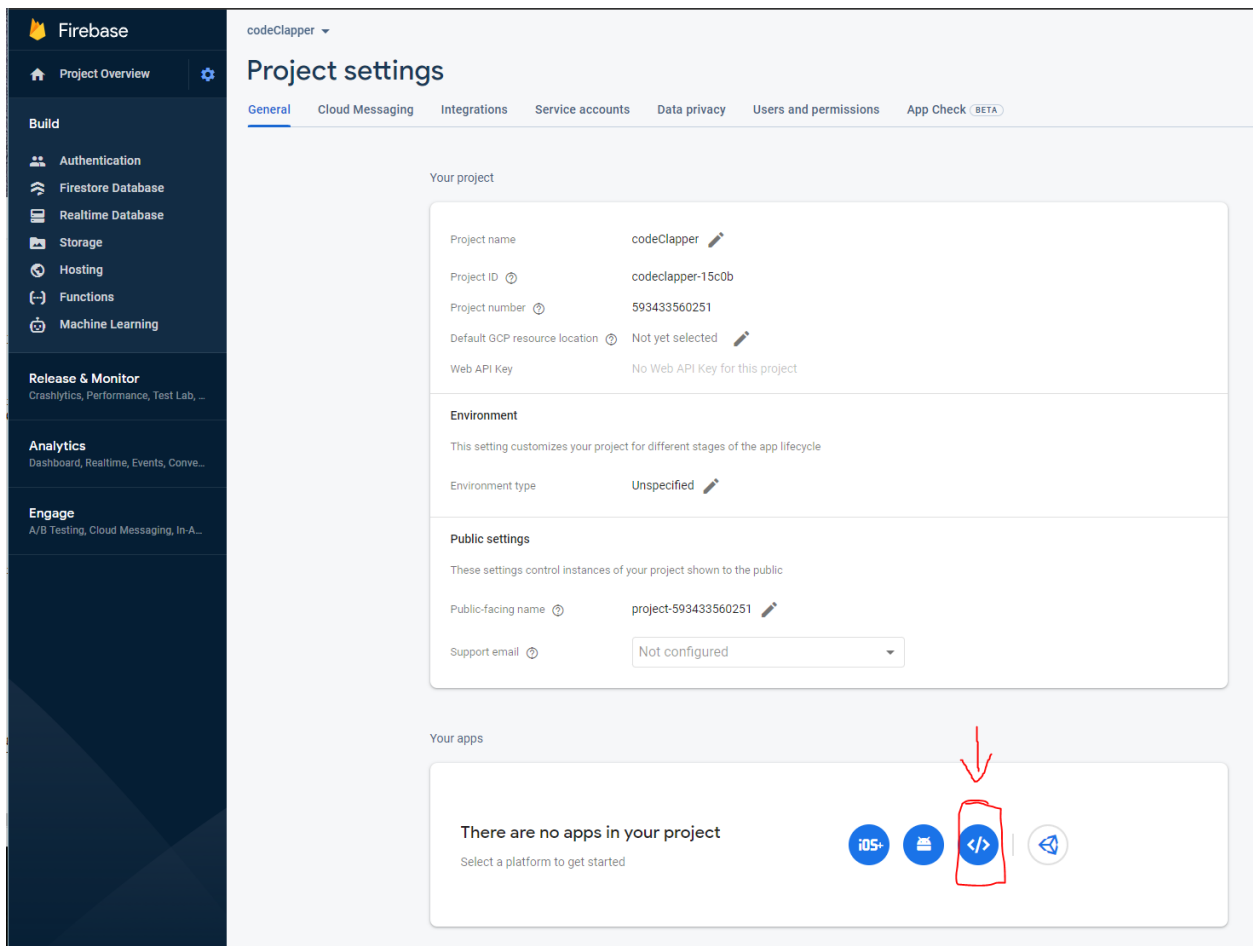 Firebase
Project Overview
Build
Authentication
Firestore Database
Realtime Database
Storage
Hosting
Functions
Machine Learning
Release & Monitor
Crashlytics, Performance, Test Lab, ...
Analytics
Dashboard, Realtime, Events, Conve...
Engage
A/B Testing, Cloud Messaging, In-A...
codeClapper
Project settings
General Cloud Messaging Integrations Service accounts Data privacy Users and permissions App Check BETA
Your project
Project name codeClapper
Project ID codeclapper-15c0b
Project number 593433560251
Default GCP resource location Not yet selected
Web API Key No Web API Key for this project
Environment
This setting customizes your project for different stages of the app lifecycle
Environment type Unspecified
Public settings
These settings control instances of your project shown to the public
Public-facing name project-593433560251
Support email Not configured
Your apps
There are no apps in your project
Select a platform to get started
iOS+ </>